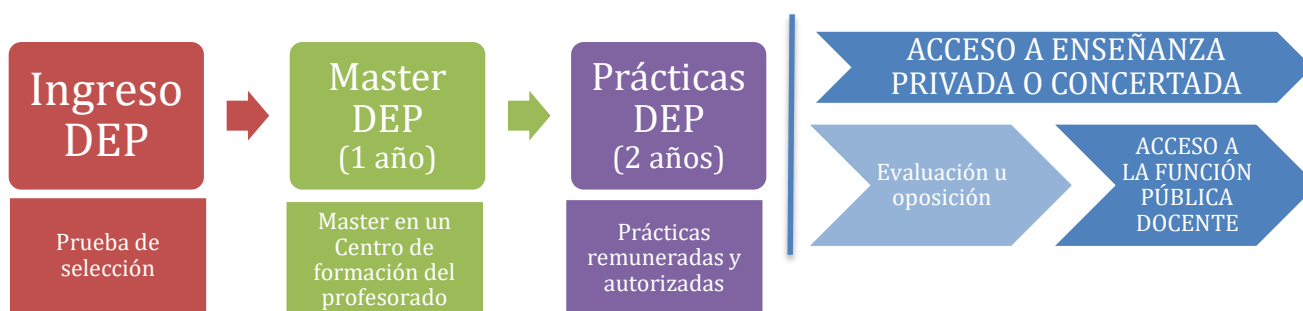 Ingreso
DEP
Prueba de
selección
Master
DEP
(1 año)
Master en un
Centro de
formación del
profesorado
Prácticas
DEP
(2 años)
Prácticas
remuneradas y
autorizadas
ACCESO A ENSEÑANZA
PRIVADA O CONCERTADA
Evaluación u
oposición
ACCESO A
LA FUNCIÓN
PÚBLICA
DOCENTE